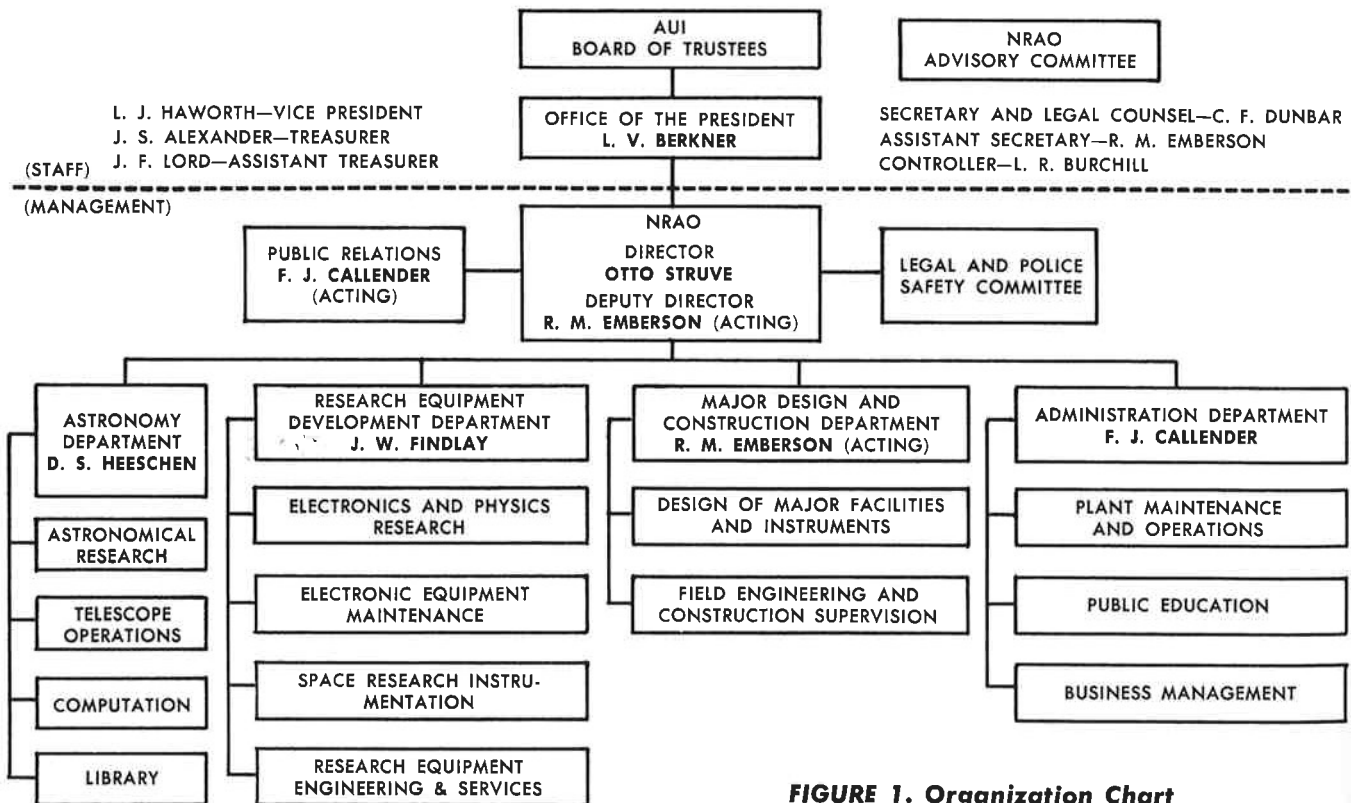 AUI
BOARD OF TRUSTEES
NRAO
ADVISORY COMMITTEE
L. J. HAWORTH—VICE PRESIDENT
J. S. ALEXANDER—TREASURER
J. F. LORD—ASSISTANT TREASURER
OFFICE OF THE PRESIDENT
L. V. BERKNER
SECRETARY AND LEGAL COUNSEL—C. F. DUNBAR
ASSISTANT SECRETARY—R. M. EMBERSON
CONTROLLER—L. R. BURCHILL
(STAFF)
(MANAGEMENT)
PUBLIC RELATIONS
F. J. CALLENDER
(ACTING)
NRAO
DIRECTOR
OTTO STRUVE
DEPUTY DIRECTOR
R. M. EMBERSON (ACTING)
LEGAL AND POLICE
SAFETY COMMITTEE
ASTRONOMY
DEPARTMENT
D. S. HEESCHEN
ASTRONOMICAL
RESEARCH
TELESCOPE
OPERATIONS
COMPUTATION
LIBRARY
RESEARCH EQUIPMENT
DEVELOPMENT DEPARTMENT
J. W. FINDLAY
ELECTRONICS AND PHYSICS
RESEARCH
ELECTRONIC EQUIPMENT
MAINTENANCE
SPACE RESEARCH INSTRU-
MENTATION
RESEARCH EQUIPMENT
ENGINEERING & SERVICES
MAJOR DESIGN AND
CONSTRUCTION DEPARTMENT
R. M. EMBERSON (ACTING)
DESIGN OF MAJOR FACILITIES
AND INSTRUMENTS
FIELD ENGINEERING AND
CONSTRUCTION SUPERVISION
ADMINISTRATION DEPARTMENT
F. J. CALLENDER
PLANT MAINTENANCE
AND OPERATIONS
PUBLIC EDUCATION
BUSINESS MANAGEMENT
FIGURE 1. Organization Chart